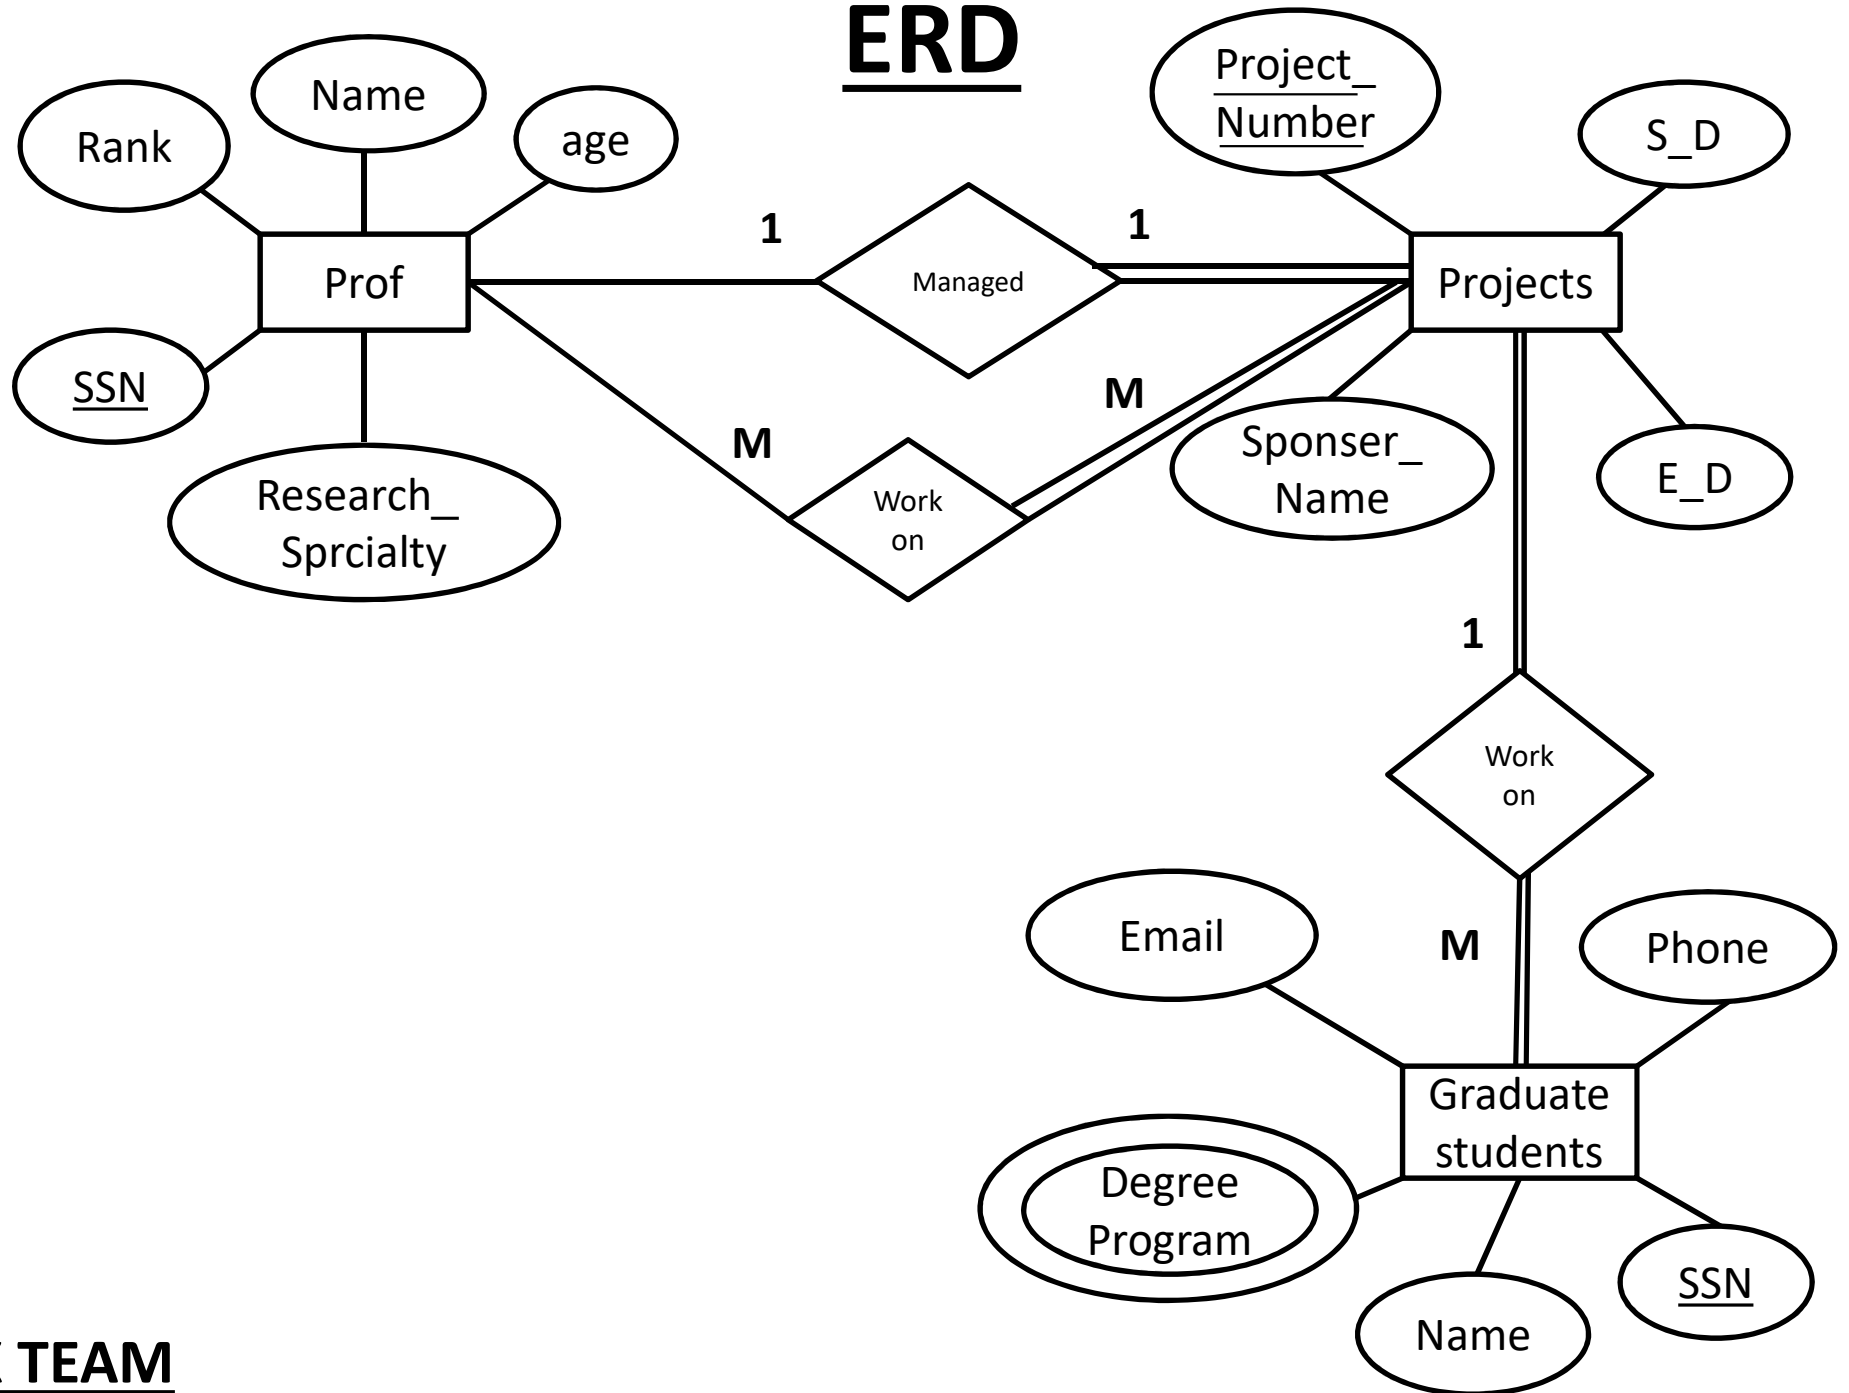 ERD
Rank
Name
age
Prof
SSN
Research_
Sprcialty
1
Managed
1
M
Work
on
M
Project_
Number
S_D
Projects
Sponser_
Name
E_D
1
Work
on
M
Email
Phone
Graduate
students
Degree
Program
Name
SSN
TEAM